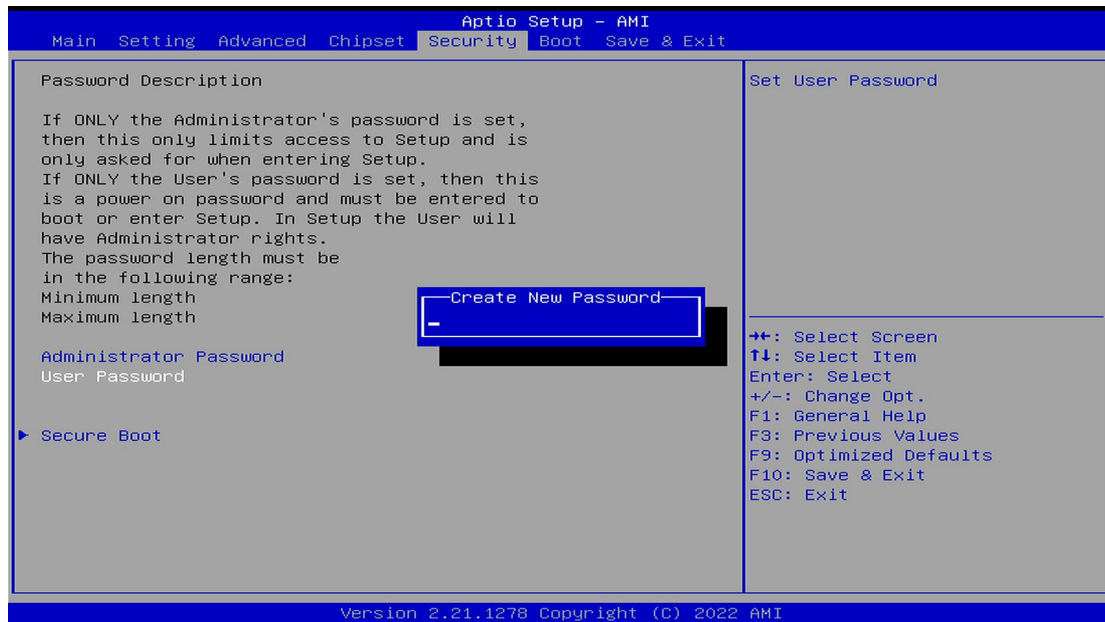 Aptio Setup – AMI
Main Setting Advanced Chipset Security Boot Save & Exit
Password Description
If ONLY the Administrator's password is set,
then this only limits access to Setup and is
only asked for when entering Setup.
If ONLY the User's password is set, then this
is a power on password and must be entered to
boot or enter Setup. In Setup the User will
have Administrator rights.
The password length must be
in the following range:
Minimum length
Maximum length
Administrator Password
User Password
Secure Boot
Create New Password
Set User Password
→←: Select Screen
↑↓: Select Item
Enter: Select
+/-: Change Opt.
F1: General Help
F3: Previous Values
F9: Optimized Defaults
F10: Save & Exit
ESC: Exit
Version 2.21.1278 Copyright (C) 2022 AMI